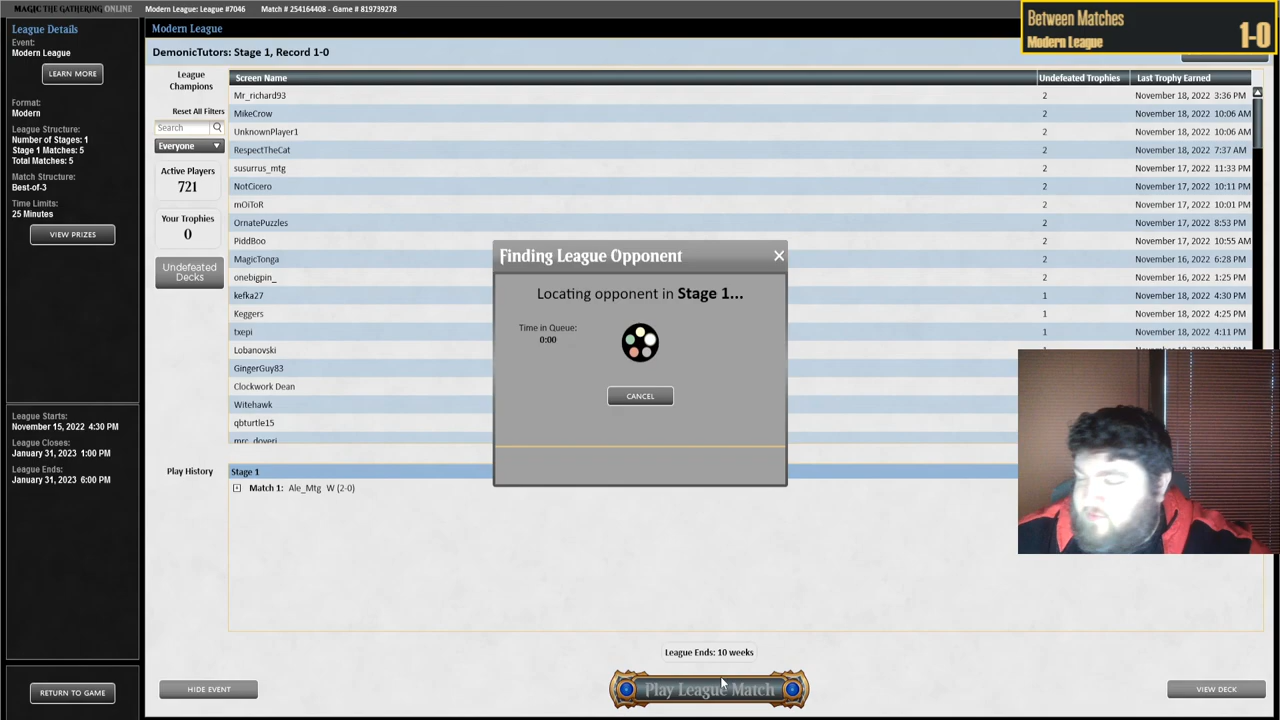 MAGIC THE GATHERING ONLINE
Modern League: League #7046
Match # 254164408 - Game # 819739278
Between Matches
Modern League
1-0
League Details
Event:
Modern League
LEARN MORE
Format:
Modern
League Structure:
Number of Stages: 1
Stage 1 Matches: 5
Total Matches: 5
Match Structure:
Best-of-3
Time Limits:
25 Minutes
VIEW PRIZES
League Starts:
November 15, 2022 4:30 PM
League Closes:
January 31, 2023 1:00 PM
League Ends:
January 31, 2023 6:00 PM
RETURN TO GAME
Modern League
DemonicTutors: Stage 1, Record 1-0
League
Champions
Reset All Filters
Search
Everyone
Active Players
721
Your Trophies
0
Undefeated
Decks
Screen Name Undefeated Trophies Last Trophy Earned
Mr_richard93 2 November 18, 2022 3:36 PM
MikeCrow 2 November 18, 2022 10:06 AM
UnknownPlayer1 2 November 18, 2022 10:06 AM
RespectTheCat 2 November 18, 2022 7:37 AM
susurrus_mtg 2 November 17, 2022 11:33 PM
NotCicero 2 November 17, 2022 10:11 PM
mOiToR 2 November 17, 2022 10:01 PM
OrnatePuzzles 2 November 17, 2022 8:53 PM
PiddBoo 2 November 17, 2022 10:55 AM
MagicTonga 2 November 16, 2022 6:28 PM
onebigpin_ 2 November 16, 2022 1:25 PM
kefka27 1 November 18, 2022 4:30 PM
Keggers 1 November 18, 2022 4:25 PM
txepi 1 November 18, 2022 4:11 PM
Lobanovski
GingerGuy83
Clockwork Dean
Witehawk
qbturtle15
mrc_doveri
Finding League Opponent
Locating opponent in Stage 1...
Time in Queue:
0:00
CANCEL
Play History
Stage 1
Match 1: Ale_Mtg W (2-0)
League Ends: 10 weeks
HIDE EVENT
Play League Match
VIEW DECK